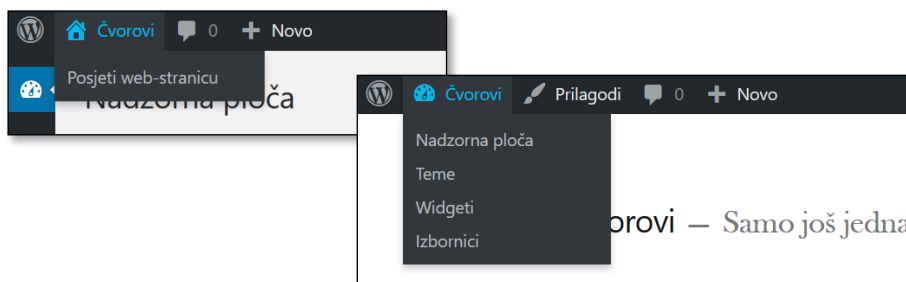 Čvorovi 0 + Novo
Posjeti web-stranicu
Nadzorna ploča
Čvorovi Prilagodi 0 + Novo
Nadzorna ploča
Teme
Widgeti
Izbornici
orovi — Samo još jedna